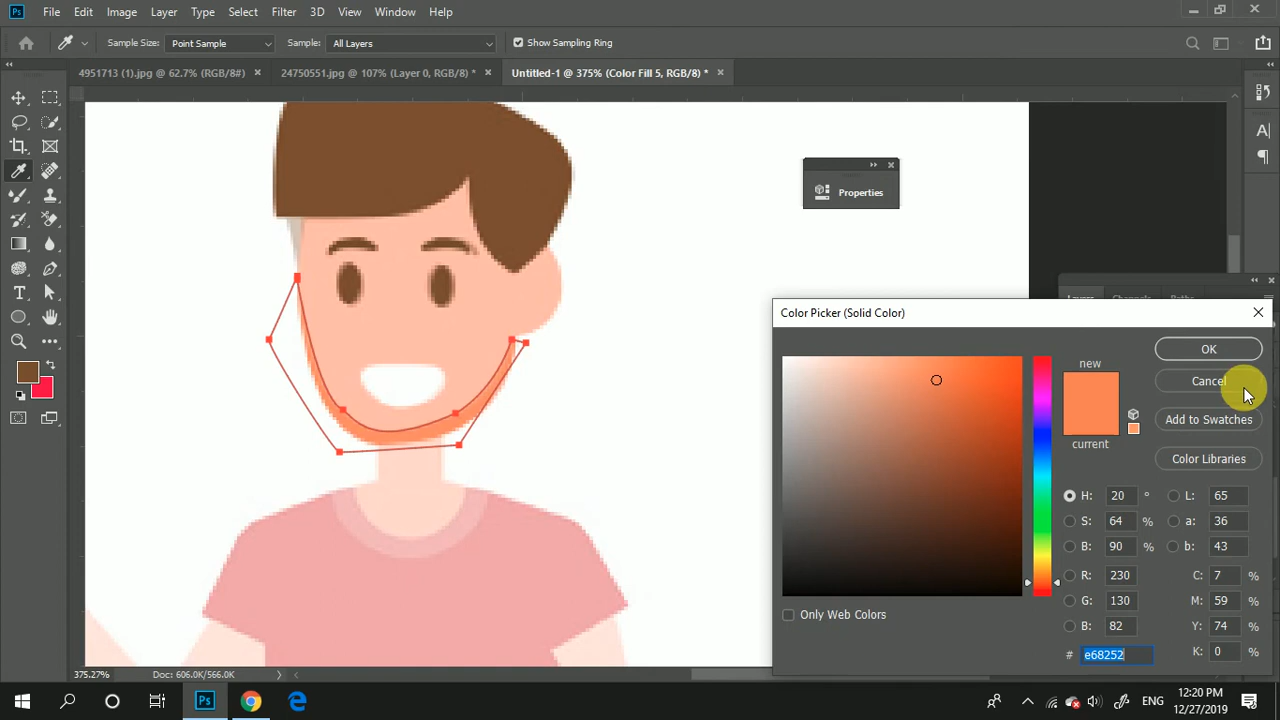 Ps File Edit Image Layer Type Select Filter 3D View Window Help
Sample Size: Point Sample Sample: All Layers Show Sampling Ring
4951713 (1).jpg @ 62.7% (RGB/8#) 24750551.jpg @ 107% (Layer 0, RGB/8) * Untitled-1 @ 375% (Color Fill 5, RGB/8) *
Properties
Layers Channels Paths
Color Picker (Solid Color)
new
current
OK
Cancel
Add to Swatches
Color Libraries
H: 20 ° L: 65
S: 64 % a: 36
B: 90 % b: 43
R: 230 C: 7 %
G: 130 M: 59 %
B: 82 Y: 74 %
# e68252 K: 0 %
Only Web Colors
375.27% Doc: 606.0K/566.0K
Ps
ENG
12:20 PM
12/27/2019